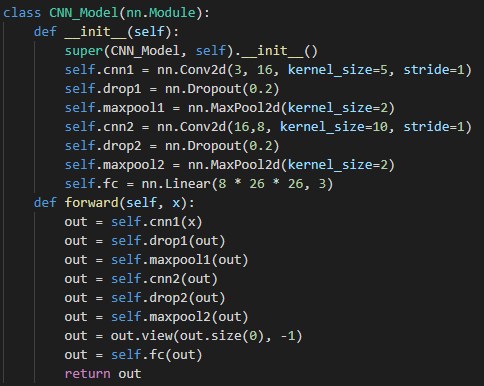 class CNN_Model(nn.Module):
    def __init__(self):
        super(CNN_Model, self).__init__()
        self.cnn1 = nn.Conv2d(3, 16, kernel_size=5, stride=1)
        self.drop1 = nn.Dropout(0.2)
        self.maxpool1 = nn.MaxPool2d(kernel_size=2)
        self.cnn2 = nn.Conv2d(16,8, kernel_size=10, stride=1)
        self.drop2 = nn.Dropout(0.2)
        self.maxpool2 = nn.MaxPool2d(kernel_size=2)
        self.fc = nn.Linear(8 * 26 * 26, 3)
    def forward(self, x):
        out = self.cnn1(x)
        out = self.drop1(out)
        out = self.maxpool1(out)
        out = self.cnn2(out)
        out = self.drop2(out)
        out = self.maxpool2(out)
        out = out.view(out.size(0), -1)
        out = self.fc(out)
        return out